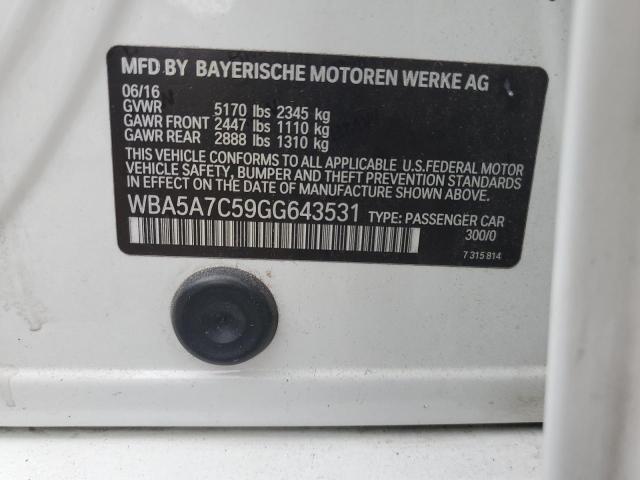 MFD BY BAYERISCHE MOTOREN WERKE AG
06/16
GVWR 5170 lbs 2345 kg
GAWR FRONT 2447 lbs 1110 kg
GAWR REAR 2888 lbs 1310 kg
THIS VEHICLE CONFORMS TO ALL APPLICABLE U.S.FEDERAL MOTOR
VEHICLE SAFETY, BUMPER AND THEFT PREVENTION STANDARDS
IN EFFECT ON THE DATE OF MANUFACTURE SHOWN ABOVE.
WBA5A7C59GG643531 TYPE: PASSENGER CAR
300/0
7 315 814